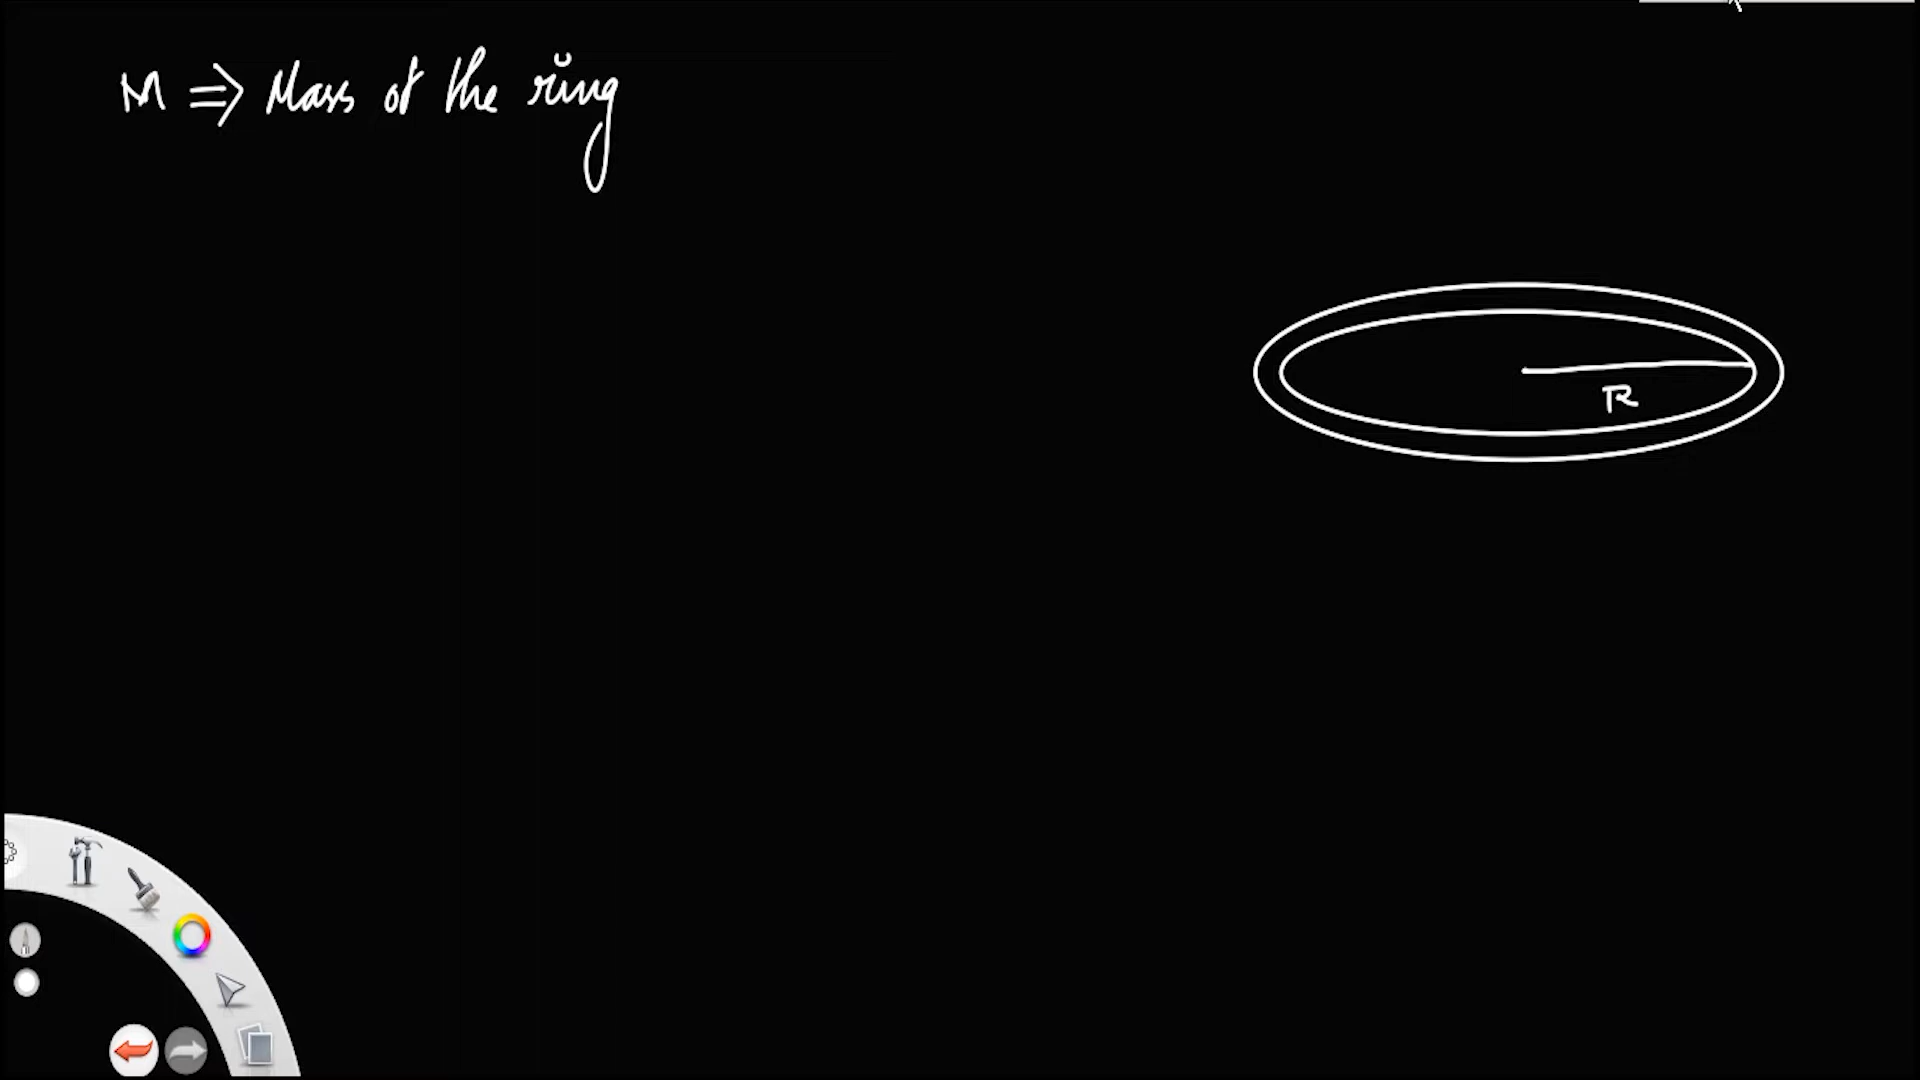 M ⇒ Mass of the ring
R